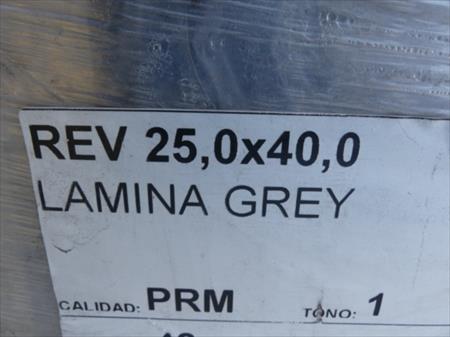 REV 25,0x40,0
LAMINA GREY
CALIDAD: PRM TONO: 1